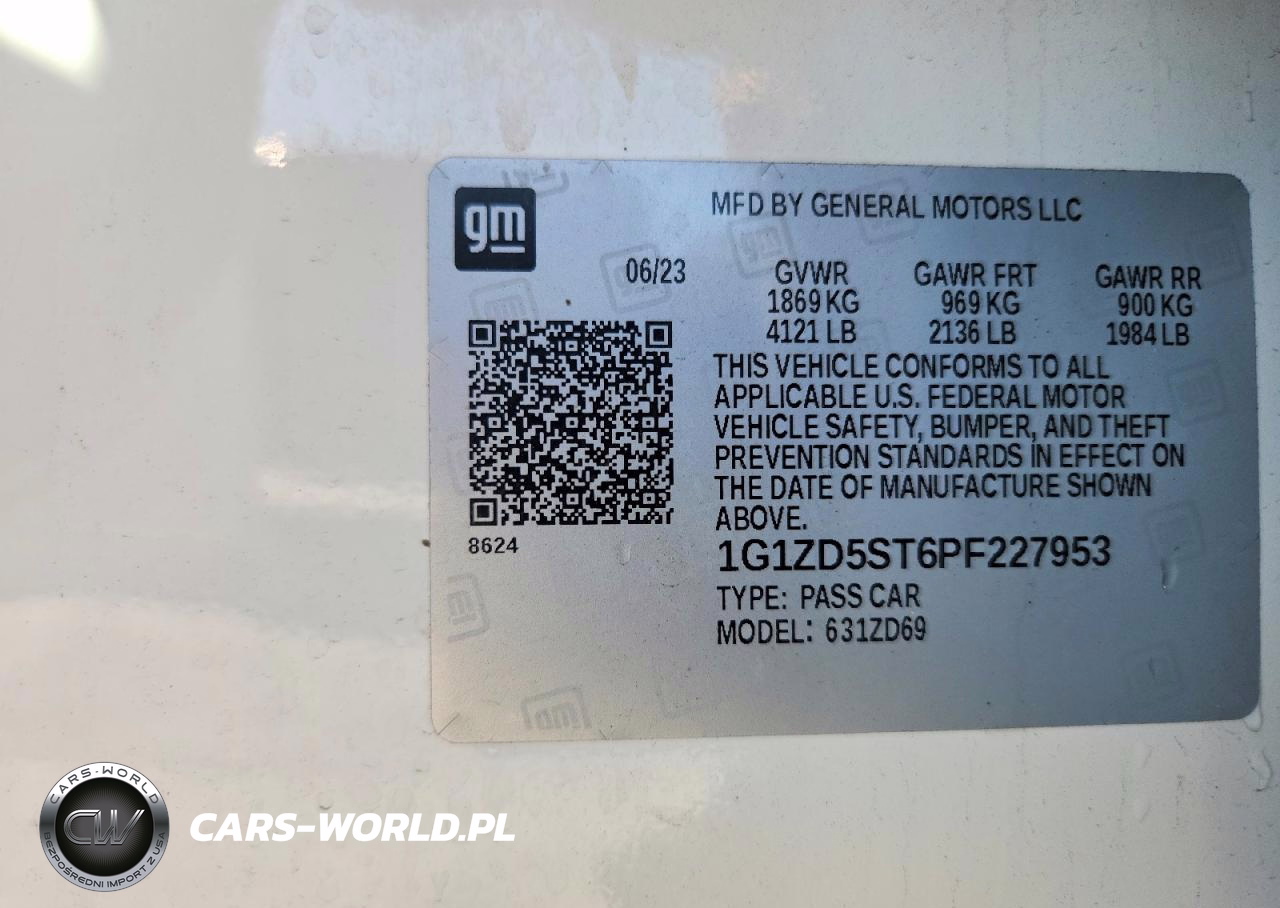 gm
MFD BY GENERAL MOTORS LLC
06/23 GVWR GAWR FRT GAWR RR
1869 KG 969 KG 900 KG
4121 LB 2136 LB 1984 LB
THIS VEHICLE CONFORMS TO ALL
APPLICABLE U.S. FEDERAL MOTOR
VEHICLE SAFETY, BUMPER, AND THEFT
PREVENTION STANDARDS IN EFFECT ON
THE DATE OF MANUFACTURE SHOWN
ABOVE.
8624
1G1ZD5ST6PF227953
TYPE: PASS CAR
MODEL: 631ZD69
CARS-WORLD
CW
BEZPOŚREDNI IMPORT Z USA
CARS-WORLD.PL